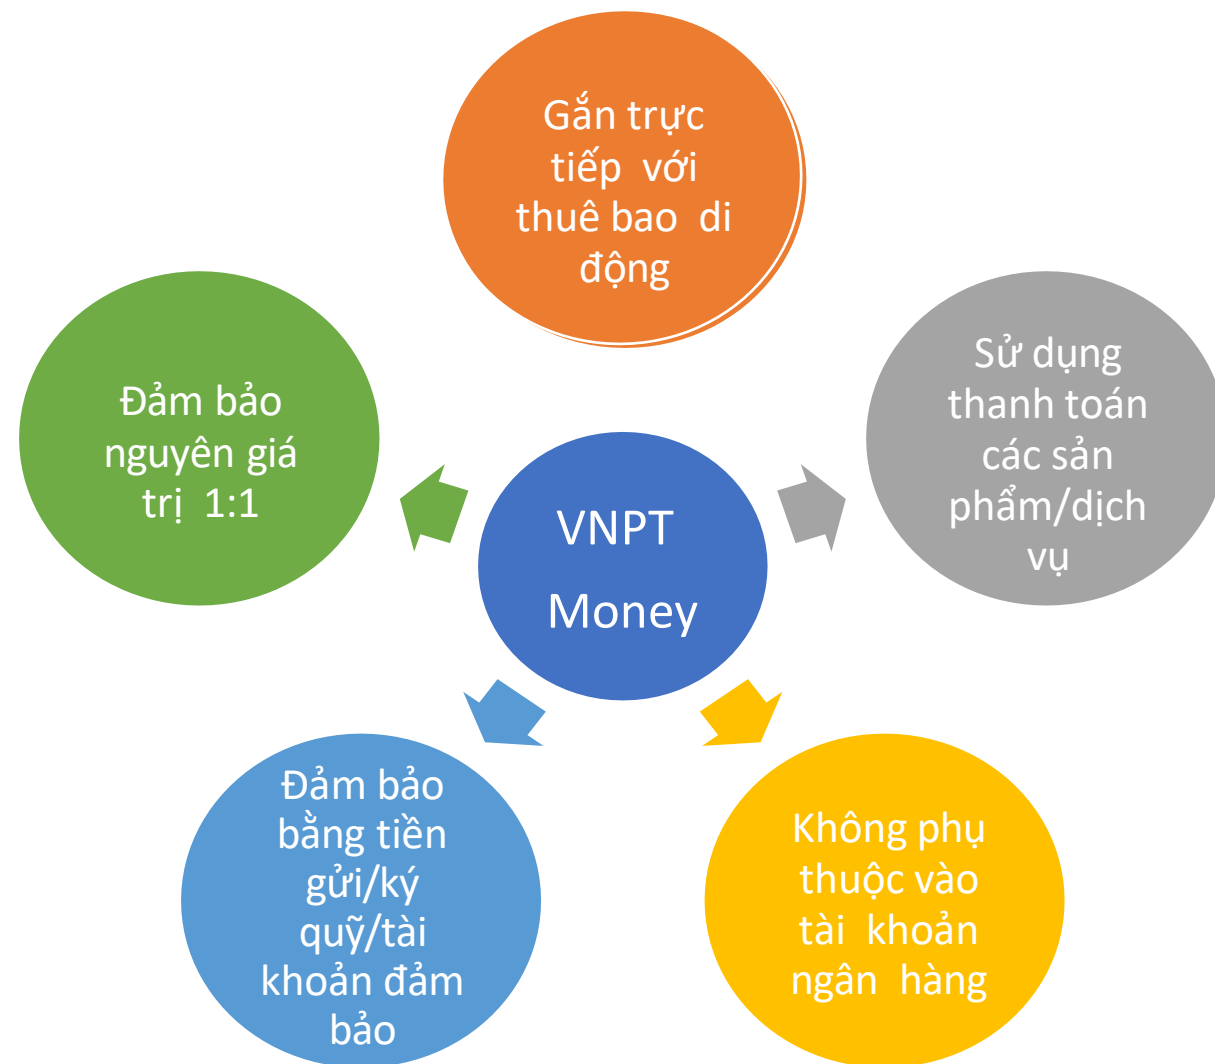 Gắn trực
tiếp với
thuê bao di
động
Đảm bảo
nguyên giá
trị 1:1
Sử dụng
thanh toán
các sản
phẩm/dịch
vụ
VNPT
Money
Đảm bảo
bằng tiền
gửi/ký
quỹ/tài
khoản đảm
bảo
Không phụ
thuộc vào
tài khoản
ngân hàng